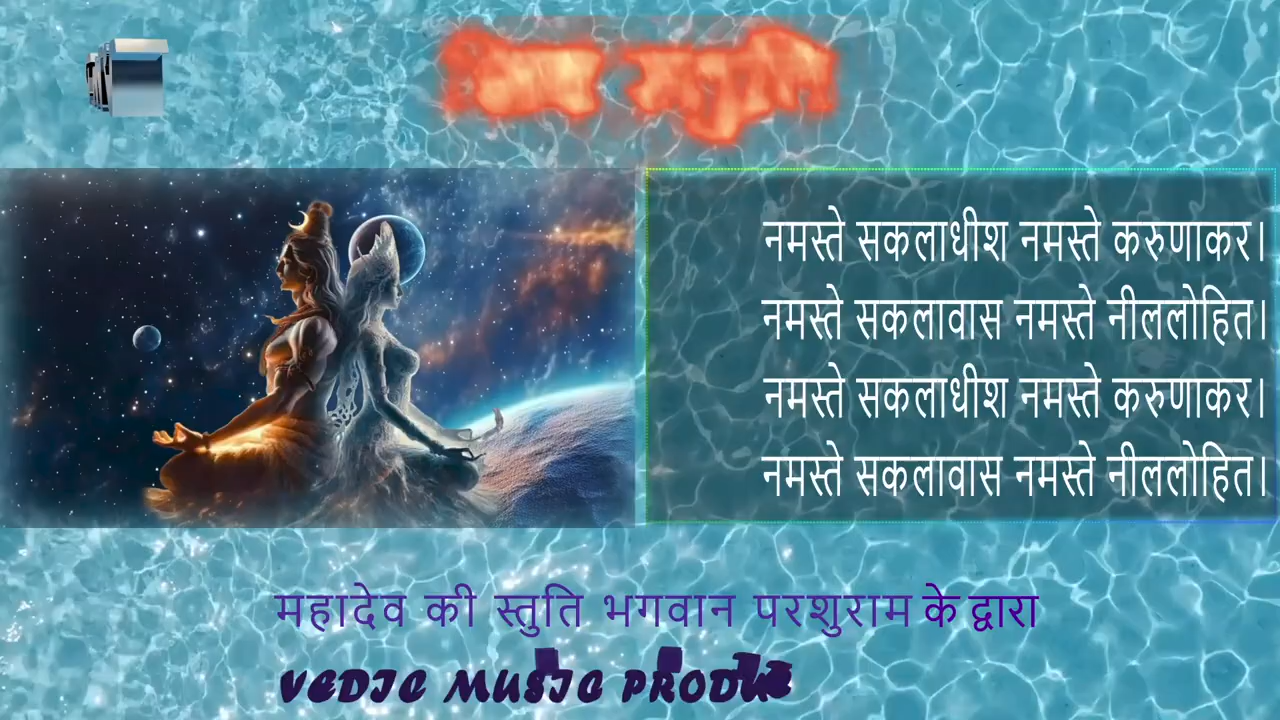 नमस्ते सकलाधीश नमस्ते करुणाकर।
नमस्ते सकलावास नमस्ते नीललोहित।
नमस्ते सकलाधीश नमस्ते करुणाकर।
नमस्ते सकलावास नमस्ते नीललोहित।
महादेव की स्तुति भगवान परशुराम के द्वारा
VEDIC MUSIC